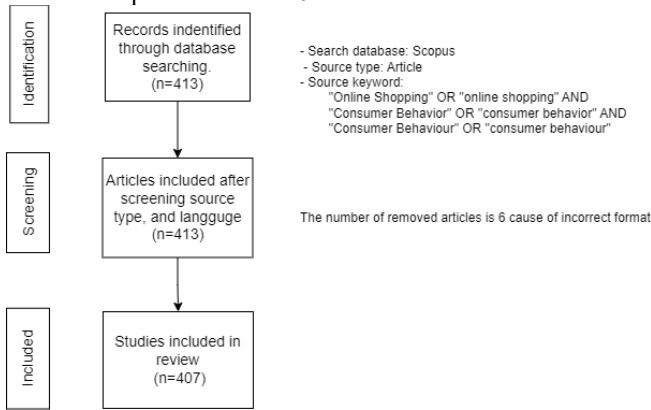 Identification
Records indentified
through database
searching.
(n=413)
- Search database: Scopus
- Source type: Article
- Source keyword:
"Online Shopping" OR "online shopping" AND
"Consumer Behavior" OR "consumer behavior" AND
"Consumer Behaviour" OR "consumer behaviour"
Screening
Articles included after
screening source
type, and langguge
(n=413)
The number of removed articles is 6 cause of incorrect format
Included
Studies included in
review
(n=407)